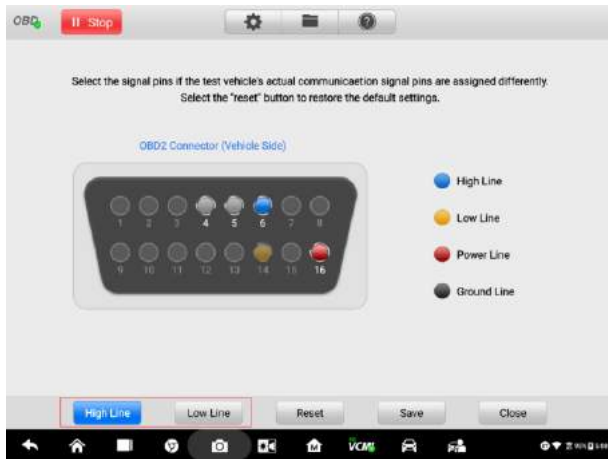 OBD
Stop
Select the signal pins if the test vehicle's actual communicaetion signal pins are assigned differently.
Select the "reset" button to restore the default settings.
OBD2 Connector (Vehicle Side)
1 2 3 4 5 6 7 8
9 10 11 12 13 14 15 16
High Line
Low Line
Power Line
Ground Line
High Line Low Line Reset Save Close
M VCMI